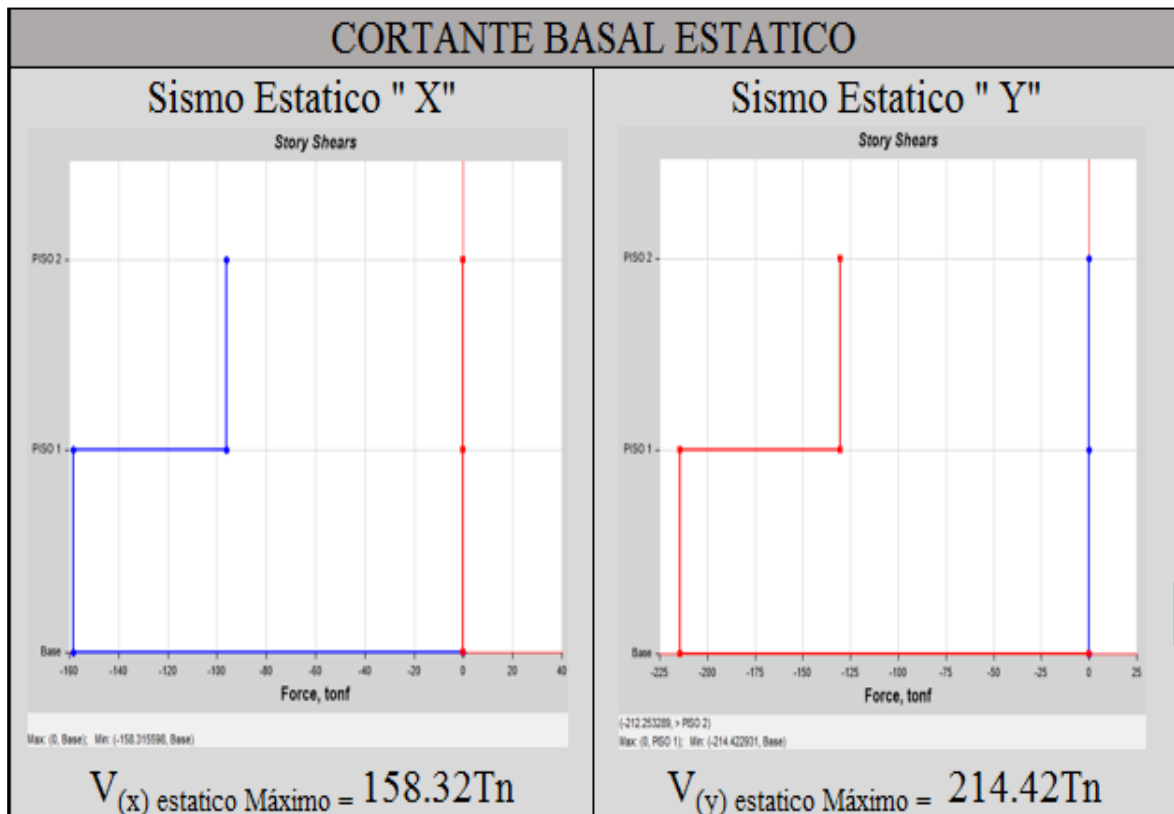 CORTANTE BASAL ESTATICO
Sismo Estatico " X"
Story Shears
PISO 2
PISO 1
Base
-160 -140 -120 -100 -80 -60 -40 -20 0 20 40
Force, tonf
Max: (0, Base); Min: (-158.315598, Base)
V(x) estatico Máximo = 158.32Tn
Sismo Estatico " Y"
Story Shears
PISO 2
PISO 1
Base
-225 -200 -175 -150 -125 -100 -75 -50 -25 0 25
Force, tonf
(-212.253289, > PISO 2)
Max: (0, PISO 1); Min: (-214.422931, Base)
V(y) estatico Máximo = 214.42Tn